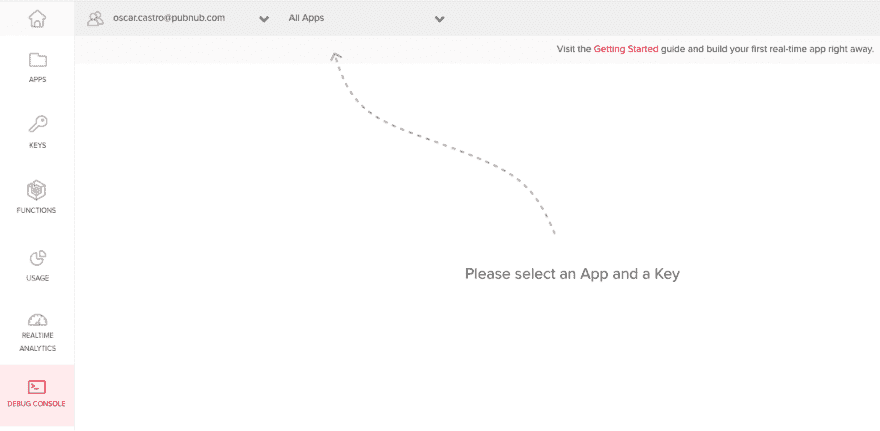 oscar.castro@pubnub.com
All Apps
Visit the Getting Started guide and build your first real-time app right away.
APPS
KEYS
FUNCTIONS
USAGE
REALTIME
ANALYTICS
DEBUG CONSOLE
Please select an App and a Key